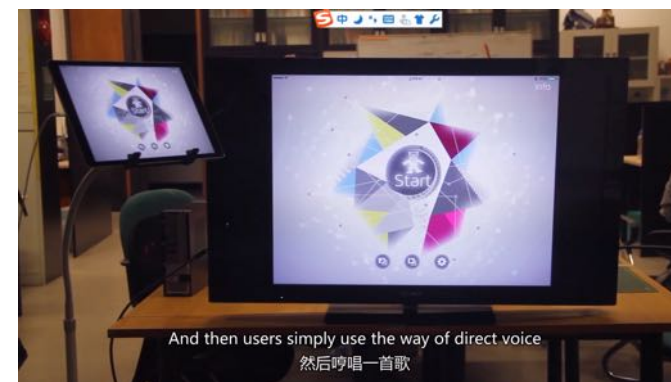 中
info
Start
And then users simply use the way of direct voice
然后哼唱一首歌